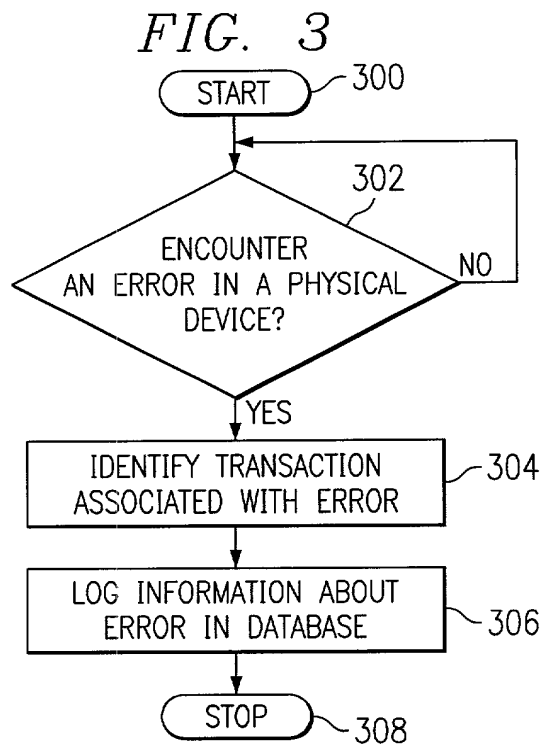 FIG. 3
START
300
302
ENCOUNTER
AN ERROR IN A PHYSICAL
DEVICE?
NO
YES
IDENTIFY TRANSACTION
ASSOCIATED WITH ERROR
304
LOG INFORMATION ABOUT
ERROR IN DATABASE
306
STOP
308